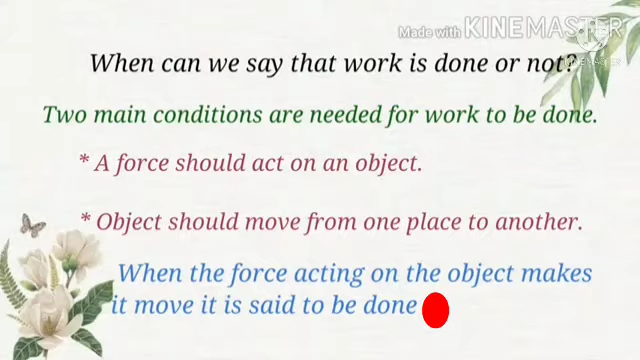 Made with KINEMASTER
KINEMASTER
When can we say that work is done or not?
Two main conditions are needed for work to be done.
* A force should act on an object.
* Object should move from one place to another.
When the force acting on the object makes
it move it is said to be done